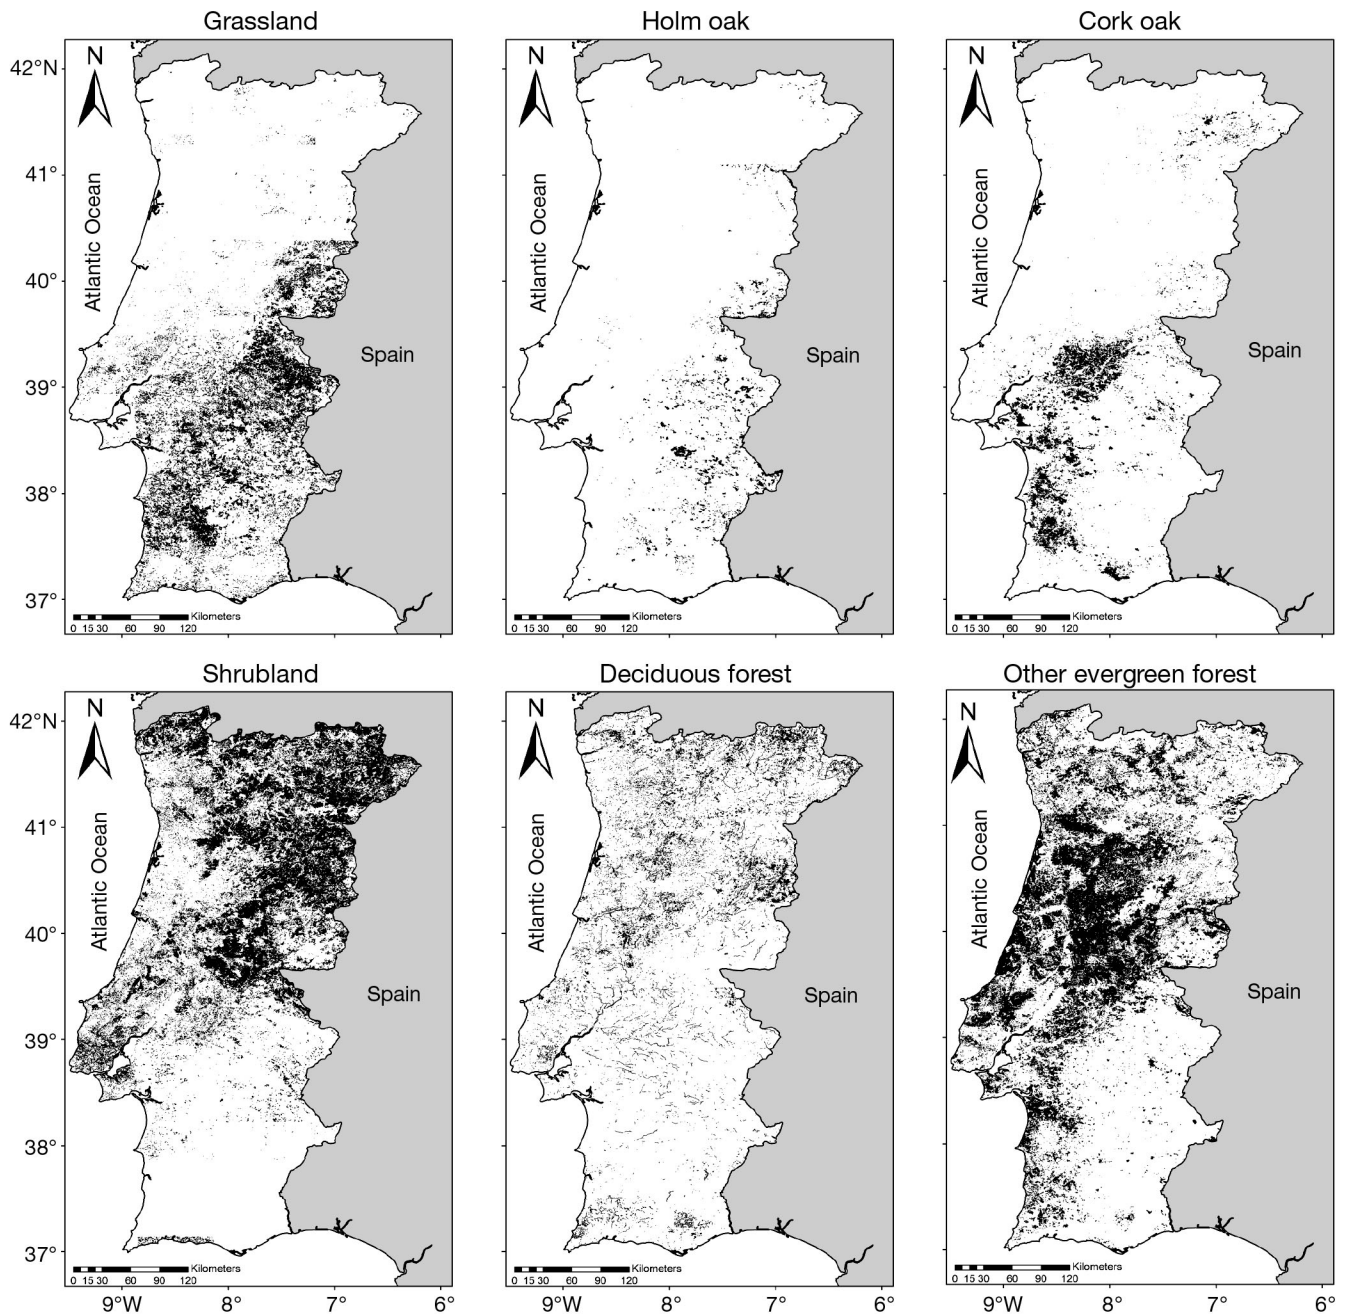 Grassland
Holm oak
Cork oak
42°N
41°
40°
39°
38°
37°
N
Atlantic Ocean
Spain
Kilometers
0 15 30 60 90 120
N
Atlantic Ocean
Spain
Kilometers
0 15 30 60 90 120
N
Atlantic Ocean
Spain
Kilometers
0 15 30 60 90 120
Shrubland
Deciduous forest
Other evergreen forest
42°N
41°
40°
39°
38°
37°
N
Atlantic Ocean
Spain
Kilometers
0 15 30 60 90 120
N
Atlantic Ocean
Spain
Kilometers
0 15 30 60 90 120
N
Atlantic Ocean
Spain
Kilometers
0 15 30 60 90 120
9°W 8° 7° 6°
9°W 8° 7° 6°
9°W 8° 7° 6°